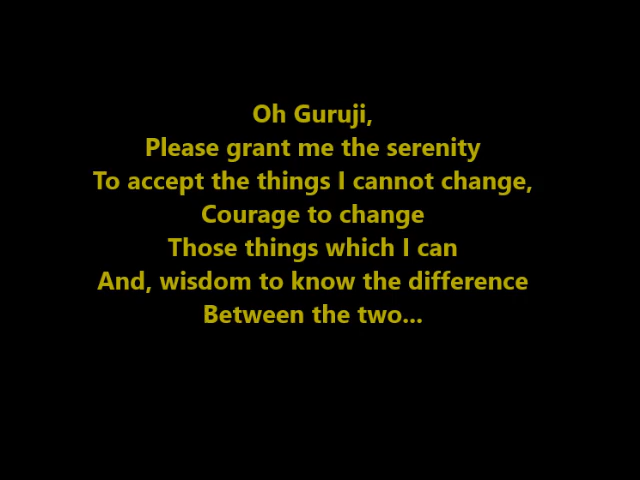 Oh Guruji,
Please grant me the serenity
To accept the things I cannot change,
Courage to change
Those things which I can
And, wisdom to know the difference
Between the two...